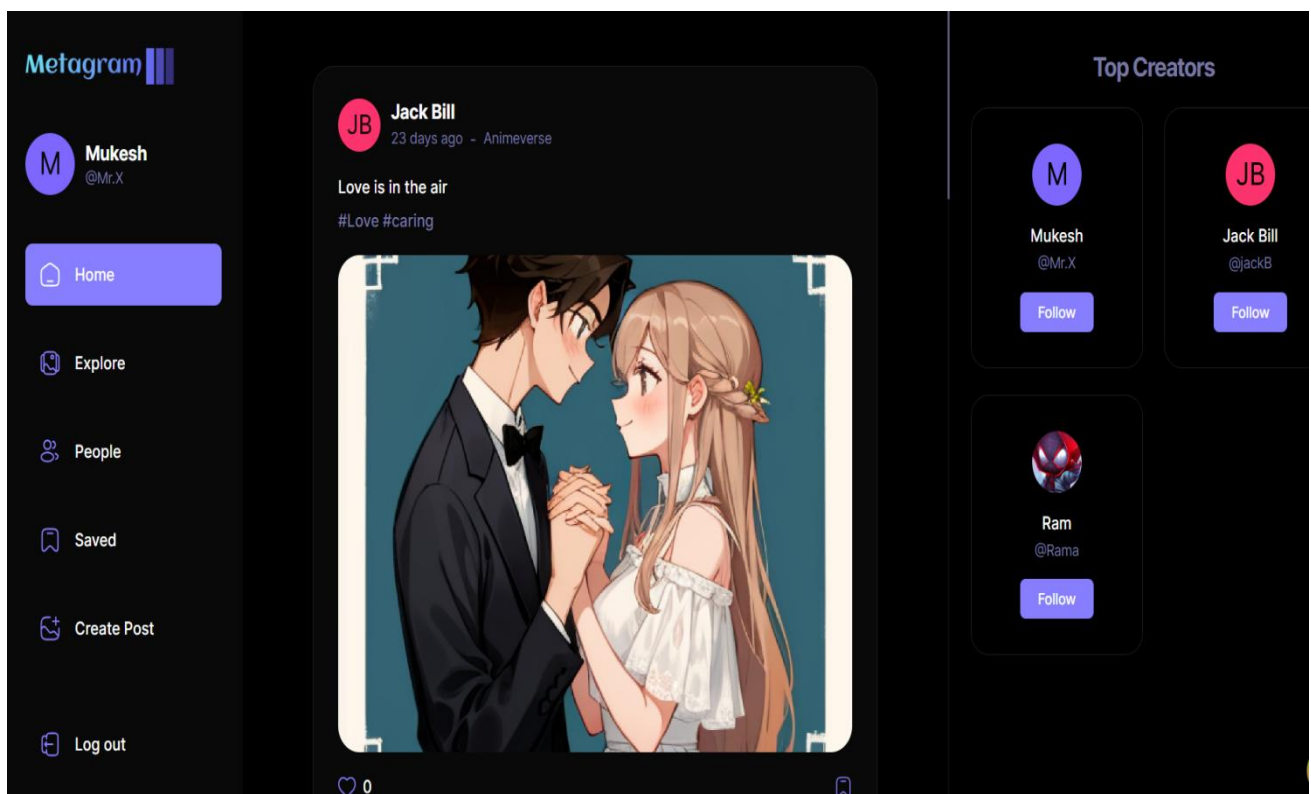 Metagram
M
Mukesh
@Mr.X
Home
Explore
People
Saved
Create Post
Log out
JB
Jack Bill
23 days ago - Animeverse
Love is in the air
#Love #caring
0
Top Creators
M
Mukesh
@Mr.X
Follow
JB
Jack Bill
@jackB
Follow
Ram
@Rama
Follow